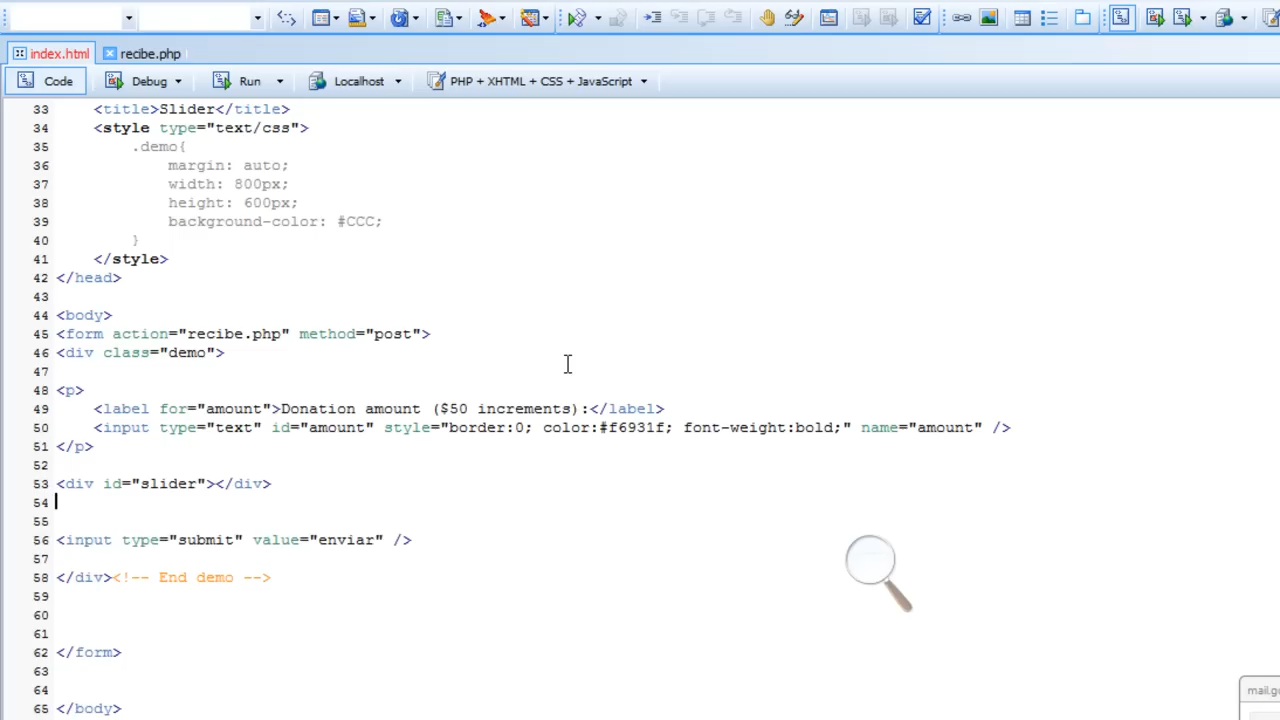 index.html recibe.php
Code Debug Run Localhost PHP + XHTML + CSS + JavaScript
33 <title>Slider</title>
34 <style type="text/css">
35 .demo{
36 margin: auto;
37 width: 800px;
38 height: 600px;
39 background-color: #CCC;
40 }
41 </style>
42 </head>
43
44 <body>
45 <form action="recibe.php" method="post">
46 <div class="demo">
47
48 <p>
49 <label for="amount">Donation amount ($50 increments):</label>
50 <input type="text" id="amount" style="border:0; color:#f6931f; font-weight:bold;" name="amount" />
51 </p>
52
53 <div id="slider"></div>
54
55
56 <input type="submit" value="enviar" />
57
58 </div><!-- End demo -->
59
60
61
62 </form>
63
64
65 </body>